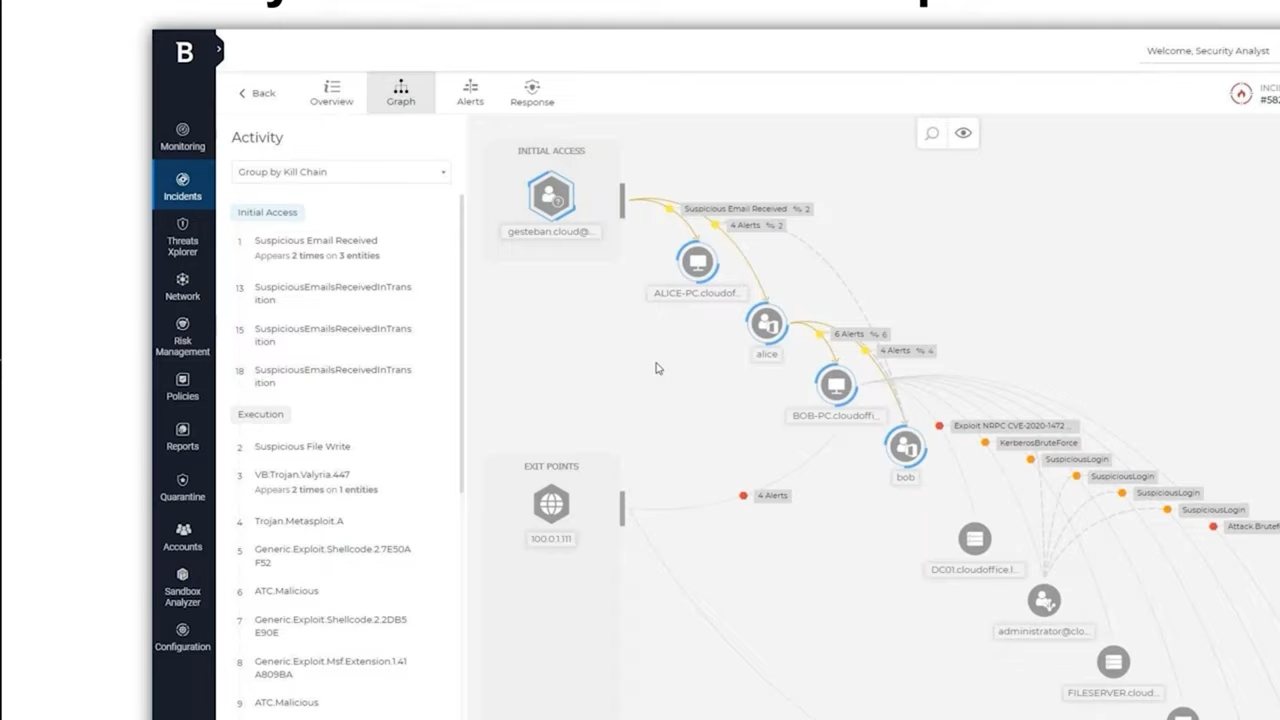 B
Welcome, Security Analyst
Back
Overview
Graph
Alerts
Response
#582
Monitoring
Incidents
Threats
Xplorer
Network
Risk
Management
Policies
Reports
Quarantine
Accounts
Sandbox
Analyzer
Configuration
Activity
Group by Kill Chain
Initial Access
1 Suspicious Email Received
Appears 2 times on 3 entities
13 SuspiciousEmailsReceivedInTrans
ition
15 SuspiciousEmailsReceivedInTrans
ition
18 SuspiciousEmailsReceivedInTrans
ition
Execution
2 Suspicious File Write
3 VB:Trojan.Valyria.447
Appears 2 times on 1 entities
4 Trojan.Metasploit.A
5 Generic.Exploit.Shellcode.2.7E50A
F52
6 ATC.Malicious
7 Generic.Exploit.Shellcode.2.2DB5
E90E
8 Generic.Exploit.Msf.Extension.1.41
A809BA
9 ATC.Malicious
INITIAL ACCESS
gesteban.cloud@...
Suspicious Email Received 2
4 Alerts 2
ALICE-PC.cloudof...
alice
6 Alerts 6
4 Alerts 4
BOB-PC.cloudoffi...
bob
Exploit NRPC CVE-2020-1472 ...
KerberosBruteForce
SuspiciousLogin
SuspiciousLogin
SuspiciousLogin
SuspiciousLogin
EXIT POINTS
100.0.1.111
4 Alerts
DC01.cloudoffice.l...
administrator@clo...
FILESERVER.cloud...